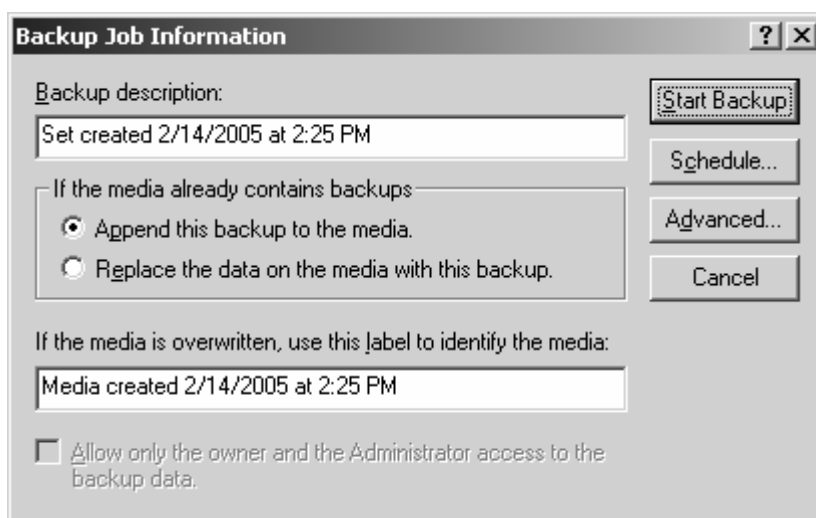 Backup Job Information
Backup description:
Start Backup
Set created 2/14/2005 at 2:25 PM
Schedule...
If the media already contains backups
Append this backup to the media.
Advanced...
Replace the data on the media with this backup.
Cancel
If the media is overwritten, use this label to identify the media:
Media created 2/14/2005 at 2:25 PM
Allow only the owner and the Administrator access to the
backup data.